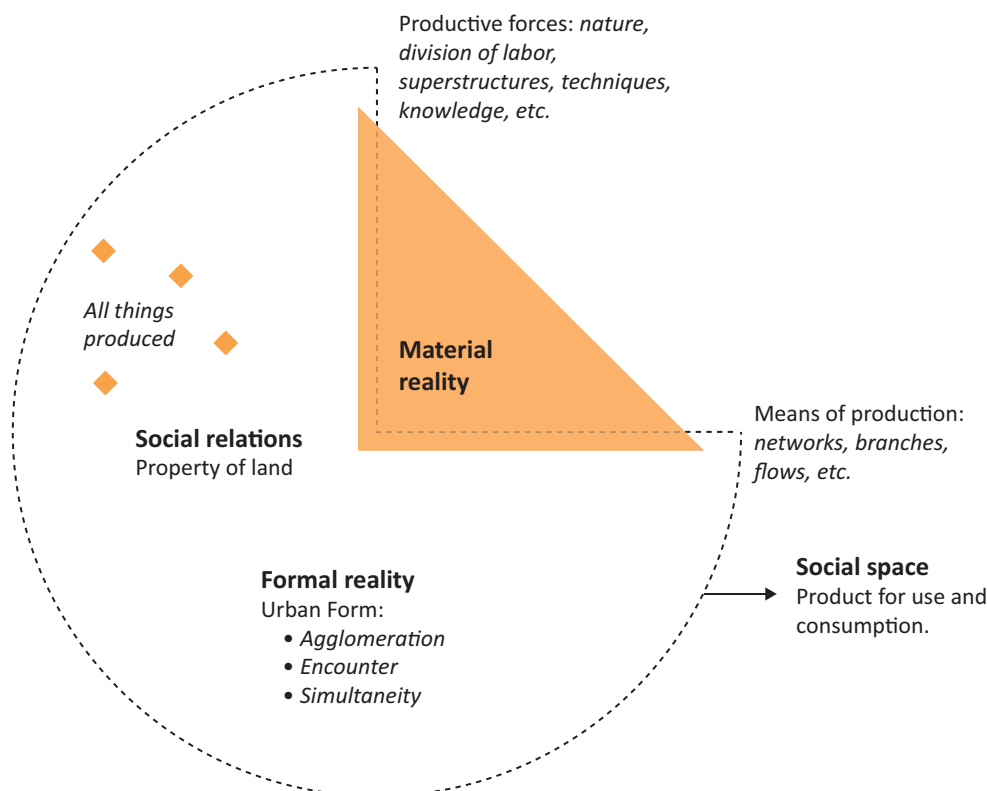 Productive forces: nature,
division of labor,
superstructures, techniques,
knowledge, etc.
All things
produced
Material
reality
Social relations
Property of land
Means of production:
networks, branches,
flows, etc.
Formal reality
Urban Form:
• Agglomeration
• Encounter
• Simultaneity
Social space
Product for use and
consumption.